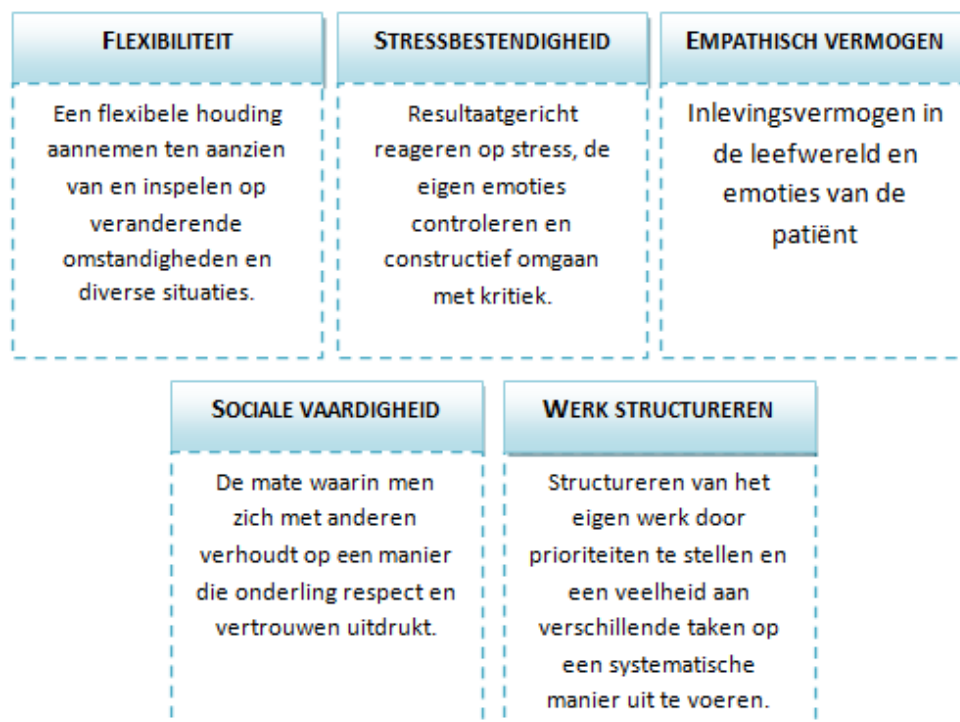 FLEXIBILITEIT
Een flexibele houding
aannemen ten aanzien
van en inspelen op
veranderende
omstandigheden en
diverse situaties.
STRESSBESTENDIGHEID
Resultaatgericht
reageren op stress, de
eigen emoties
controleren en
constructief omgaan
met kritiek.
EMPATHISCH VERMOGEN
Inlevingsvermogen in
de leefwereld en
emoties van de
patiënt
SOCIALE VAARDIGHEID
De mate waarin men
zich met anderen
verhoudt op een manier
die onderling respect en
vertrouwen uitdrukt.
WERK STRUCTUREREN
Structureren van het
eigen werk door
prioriteiten te stellen en
een veelheid aan
verschillende taken op
een systematische
manier uit te voeren.